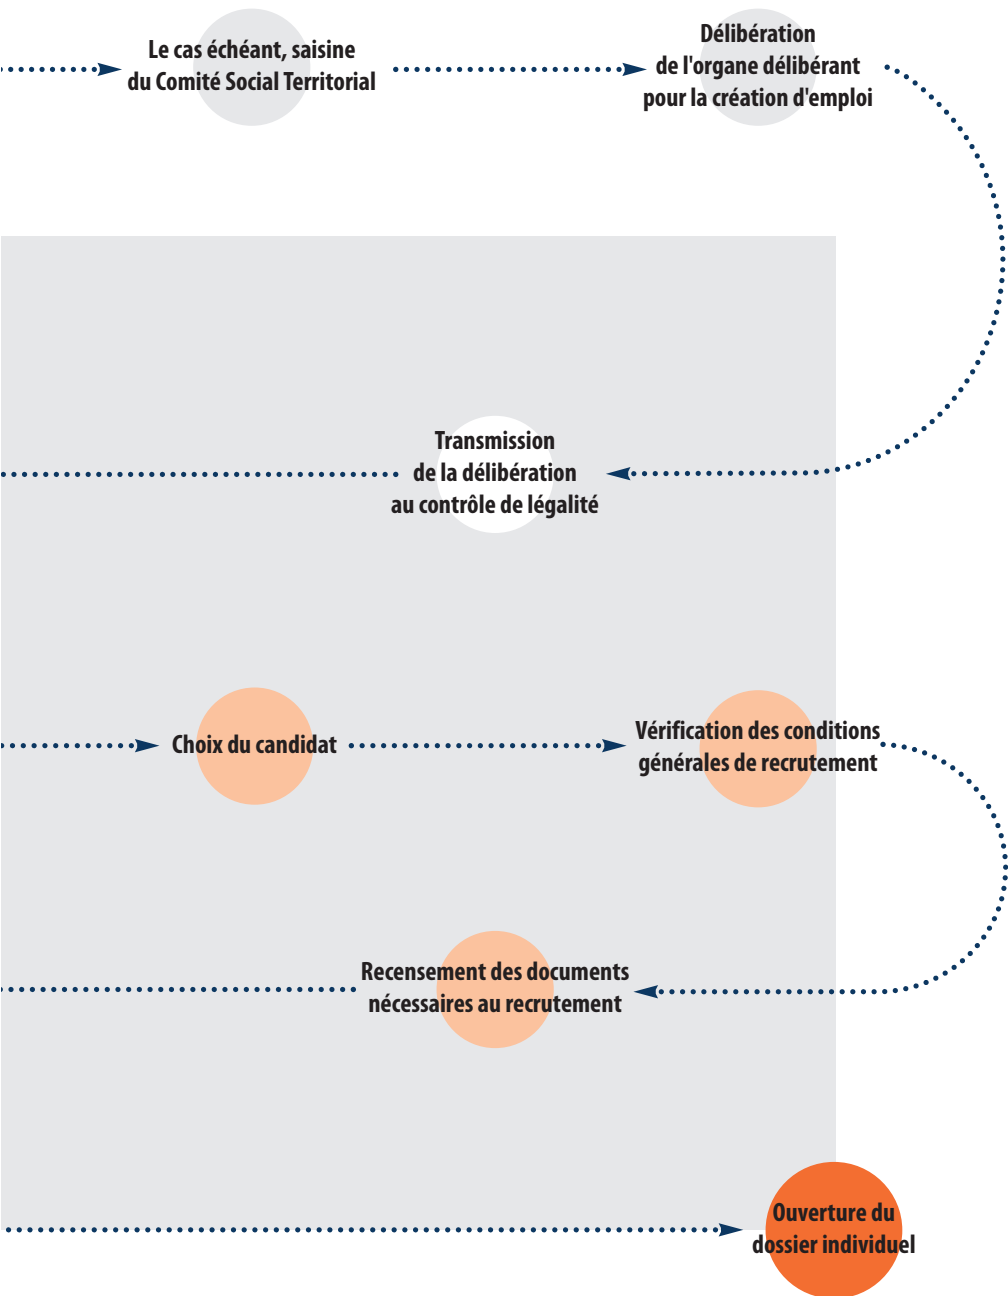 Le cas échéant, saisine
du Comité Social Territorial
Délibération
de l'organe délibérant
pour la création d'emploi
Transmission
de la délibération
au contrôle de légalité
Choix du candidat
Vérification des conditions
générales de recrutement
Recensement des documents
nécessaires au recrutement
Ouverture du
dossier individuel